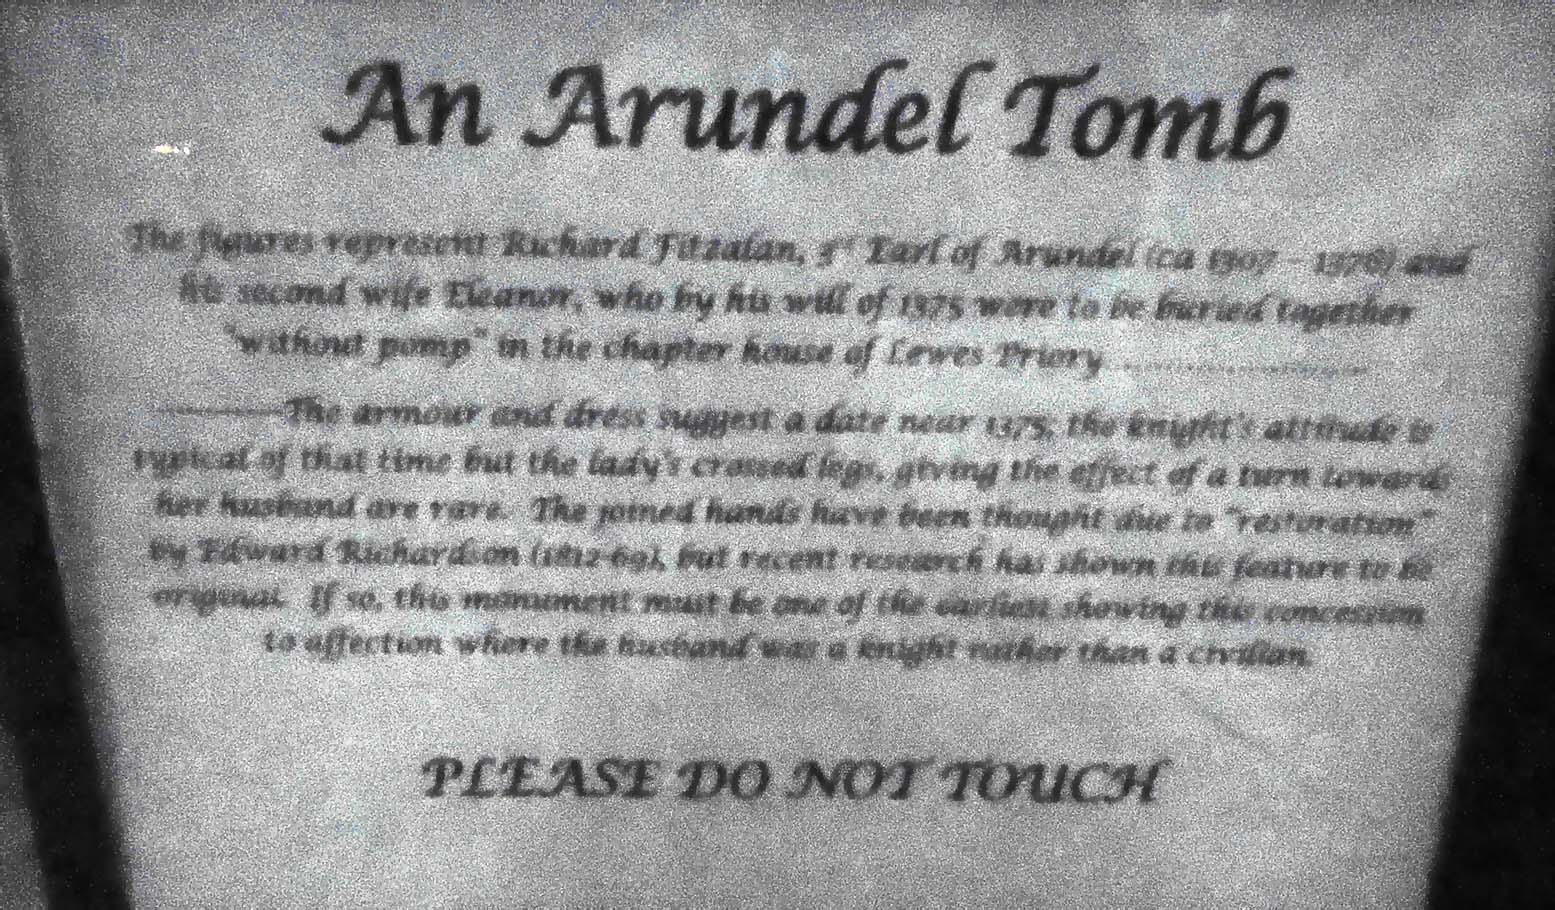 An Arundel Tomb
The figures represent Richard Fitzalan, 3rd Earl of Arundel (ca 1307 – 1376) and
his second wife Eleanor, who by his will of 1375 were to be buried together
"without pomp" in the chapter house of Lewes Priory..............................
------------The armour and dress suggest a date near 1375; the knight's attitude is
typical of that time but the lady's crossed legs, giving the effect of a turn towards
her husband are rare. The joined hands have been thought due to "restoration"
by Edward Richardson (1812-69), but recent research has shown this feature to be
original. If so, this monument must be one of the earliest showing this concession
to affection where the husband was a knight rather than a civilian.
PLEASE DO NOT TOUCH